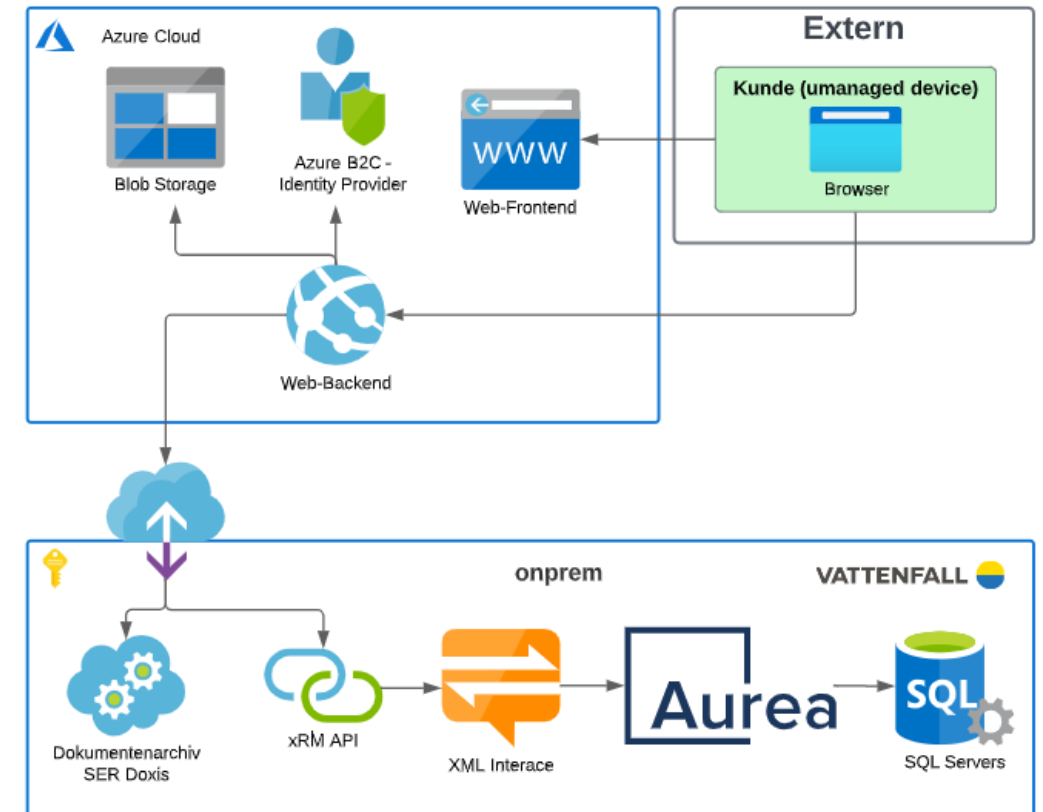 Azure Cloud
Extern
Kunde (umanaged device)
Browser
Blob Storage
Azure B2C -
Identity Provider
WWW
Web-Frontend
Web-Backend
onprem
VATTENFALL
Dokumentenarchiv
SER Doxis
xRM API
XML Interace
Aurea
SQL
SQL Servers